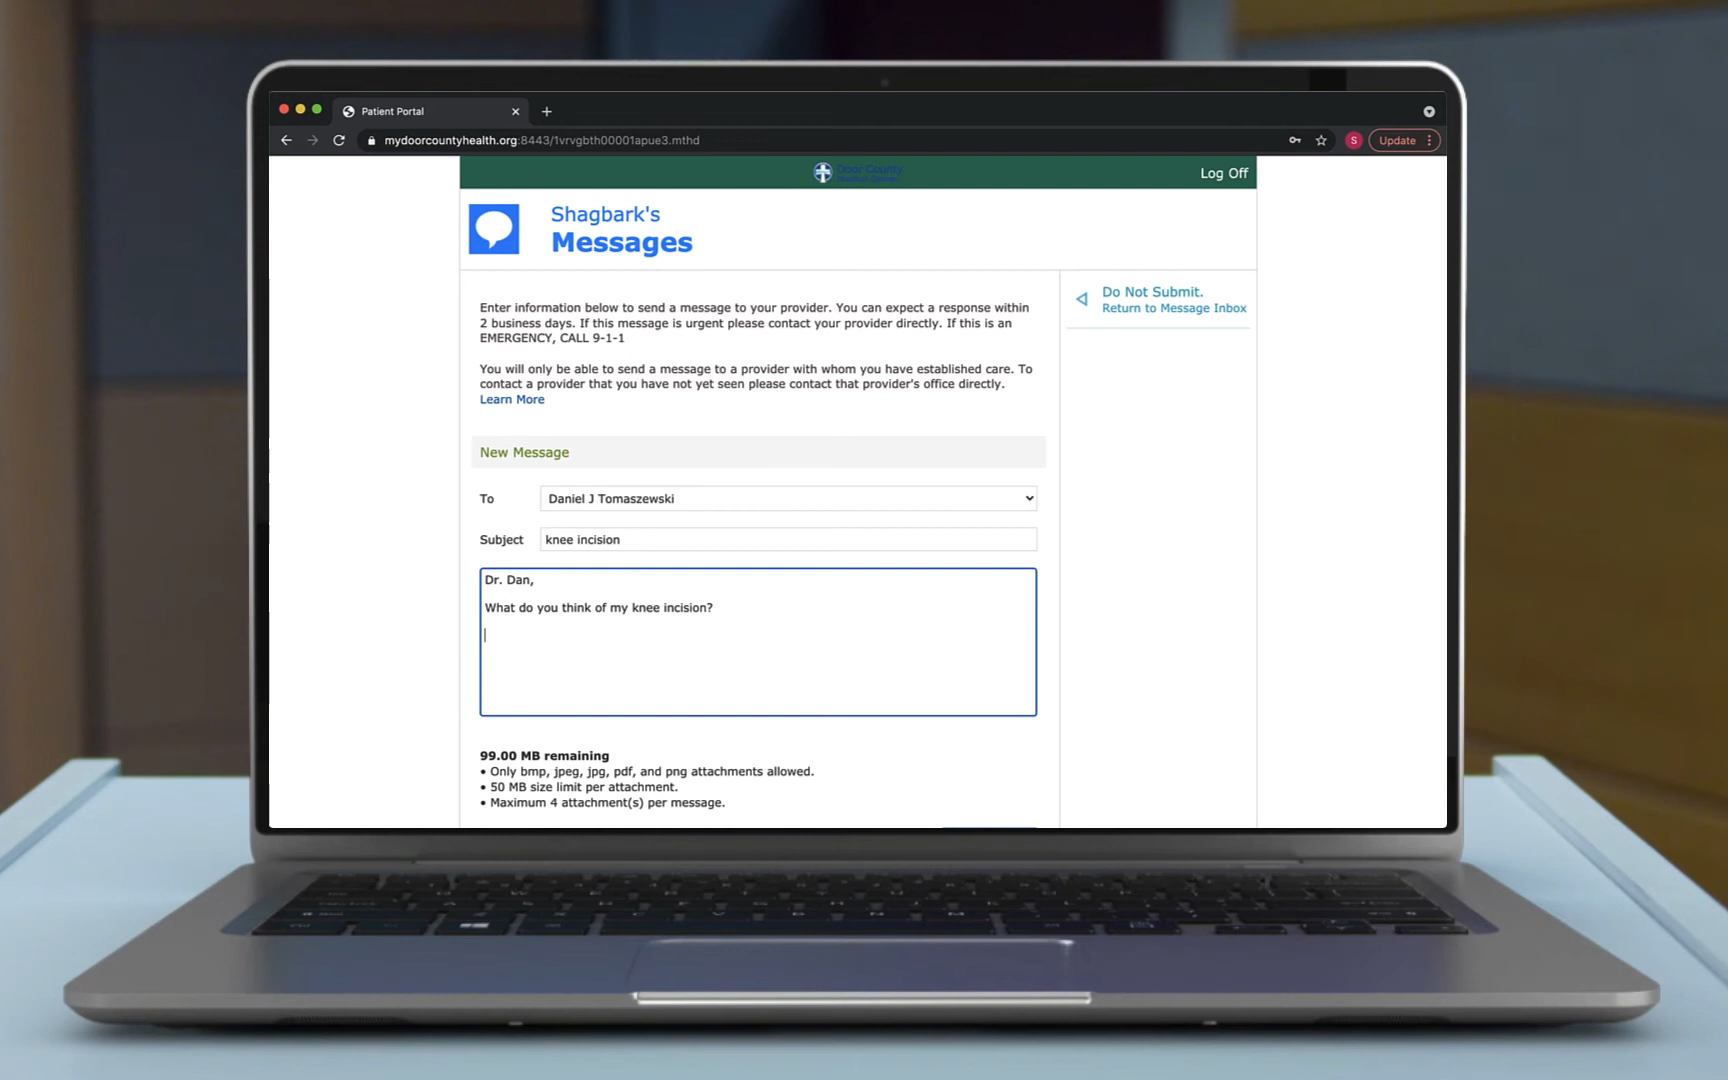 Patient Portal
mydoorcountyhealth.org:8443/1vrvgbth00001apue3.mthd
S
Update
Door County
Log Off
Shagbark's
Messages
Do Not Submit.
Return to Message Inbox
Enter information below to send a message to your provider. You can expect a response within
2 business days. If this message is urgent please contact your provider directly. If this is an
EMERGENCY, CALL 9-1-1
You will only be able to send a message to a provider with whom you have established care. To
contact a provider that you have not yet seen please contact that provider's office directly.
Learn More
New Message
To Daniel J Tomaszewski
Subject knee incision
Dr. Dan,
What do you think of my knee incision?
99.00 MB remaining
• Only bmp, jpeg, jpg, pdf, and png attachments allowed.
• 50 MB size limit per attachment.
• Maximum 4 attachment(s) per message.